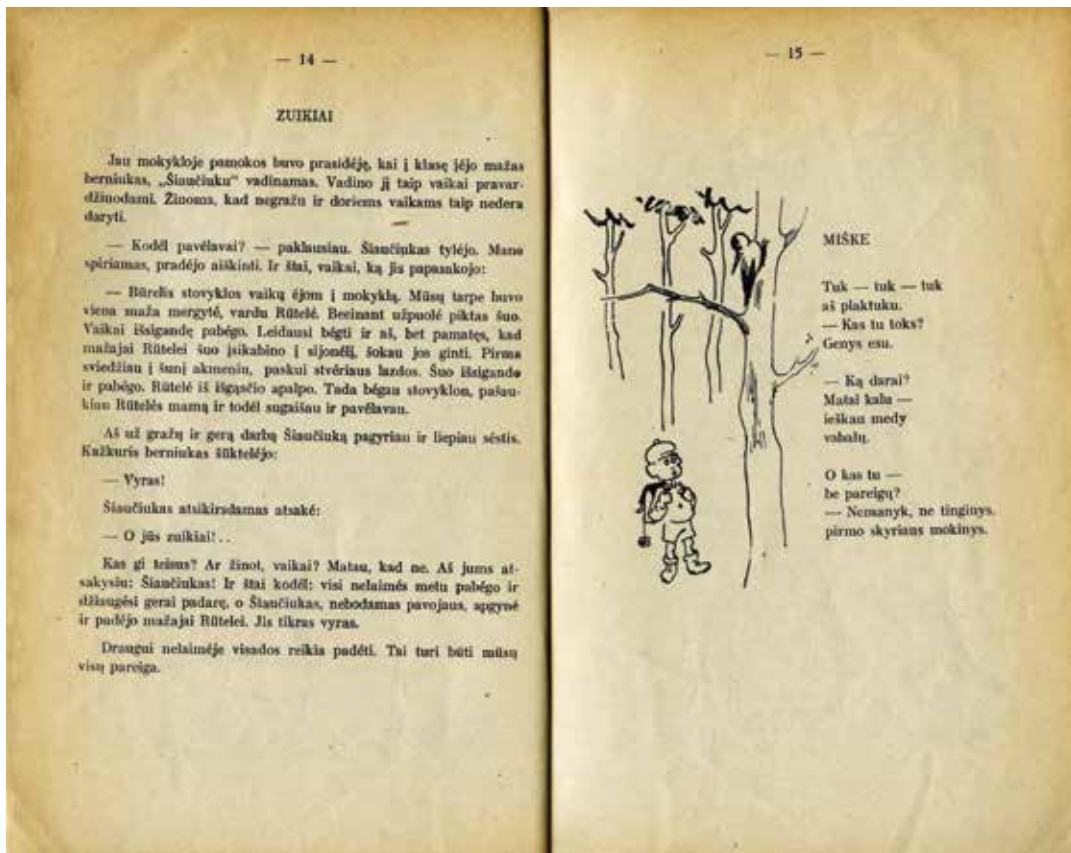 — 14 —
ZUIKIAI
Jau mokykloje pamokos buvo prasidėję, kai į klasę įėjo mažas
berniukas, „Šiaučiuku“ vadinamas. Vadino jį taip vaikai pravar-
džiuodami. Žinoma, kad negražu ir doriems vaikams taip nedera
daryti.
— Kodėl pavėlavai? — paklausiau. Šiaučiukas tylėjo. Mano
spiriamas, pradėjo aiškinti. Ir štai, vaikai, ką jis papasakojo:
— Būrelis stovyklos vaikų ėjom į mokyklą. Mūsų tarpe buvo
viena maža mergytė, vardu Rūtelė. Beeinant užpuolė piktas šuo.
Vaikai išsigandę pabėgo. Leidausi bėgti ir aš, bet pamatęs, kad
mažajai Rūtelei šuo įsikabino į sijonėlį, šokau jos ginti. Pirma
sviedžiau į šunį akmeniu, paskui stvėriaus lazdos. Šuo išsigando
ir pabėgo. Rūtelė iš išgąsčio apalpo. Tada bėgau stovyklon, pašau-
kiau Rūtelės mamą ir todėl sugaišau ir pavėlavau.
Aš už gražų ir gerą darbą Šiaučiuką pagyriau ir liepiau sėstis.
Kažkuris berniukas šūktelėjo:
— Vyras!
Šiaučiukas atsikirsdamas atsakė:
— O jūs zuikiai!..
Kas gi teisus? Ar žinot, vaikai? Matau, kad ne. Aš jums at-
sakysiu: Šiaučiukas! Ir štai kodėl: visi nelaimės metu pabėgo ir
džiaugėsi gerai padarę, o Šiaučiukas, nebodamas pavojaus, apgynė
ir padėjo mažajai Rūtelei. Jis tikras vyras.
Draugui nelaimėje visados reikia padėti. Tai turi būti mūsų
visų pareiga.
— 15 —
MIŠKE
Tuk — tuk — tuk
aš plaktuku.
— Kas tu toks?
Genys esu.
— Ką darai?
Matai kalu —
ieškau medy
vabalų.
O kas tu —
be pareigų?
— Nemanyk, ne tinginys,
pirmo skyriaus mokinys.